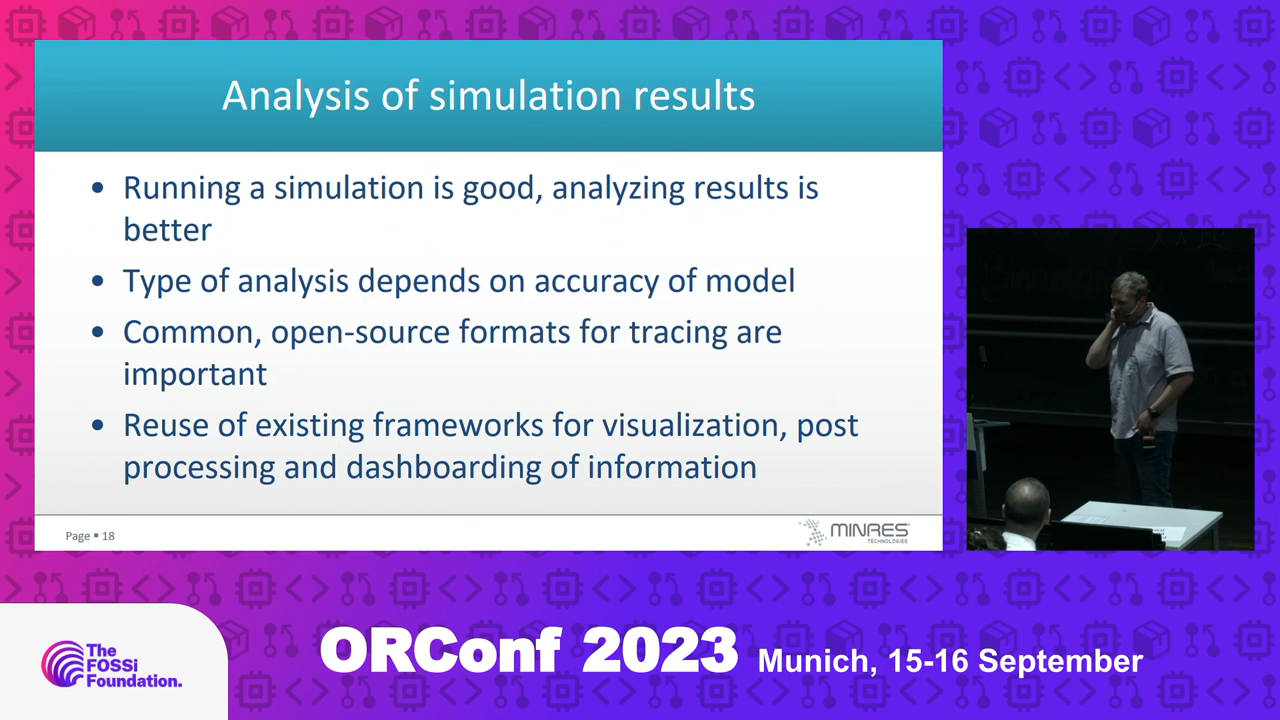 Analysis of simulation results
• Running a simulation is good, analyzing results is
better
• Type of analysis depends on accuracy of model
• Common, open-source formats for tracing are
important
• Reuse of existing frameworks for visualization, post
processing and dashboarding of information
Page ▪ 18
MINRES
TECHNOLOGIES
The
FOSSi
Foundation.
ORConf 2023 Munich, 15-16 September